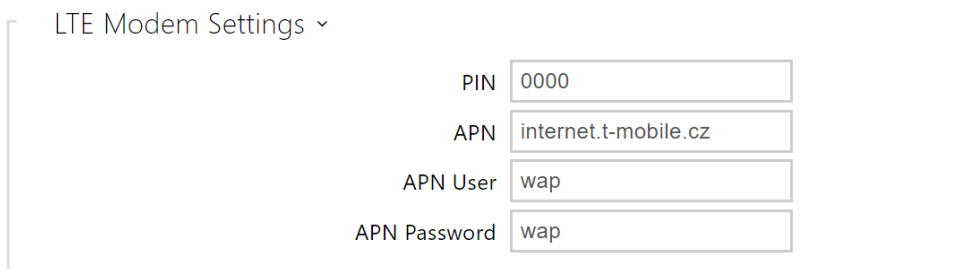 LTE Modem Settings
PIN 0000
APN internet.t-mobile.cz
APN User wap
APN Password wap